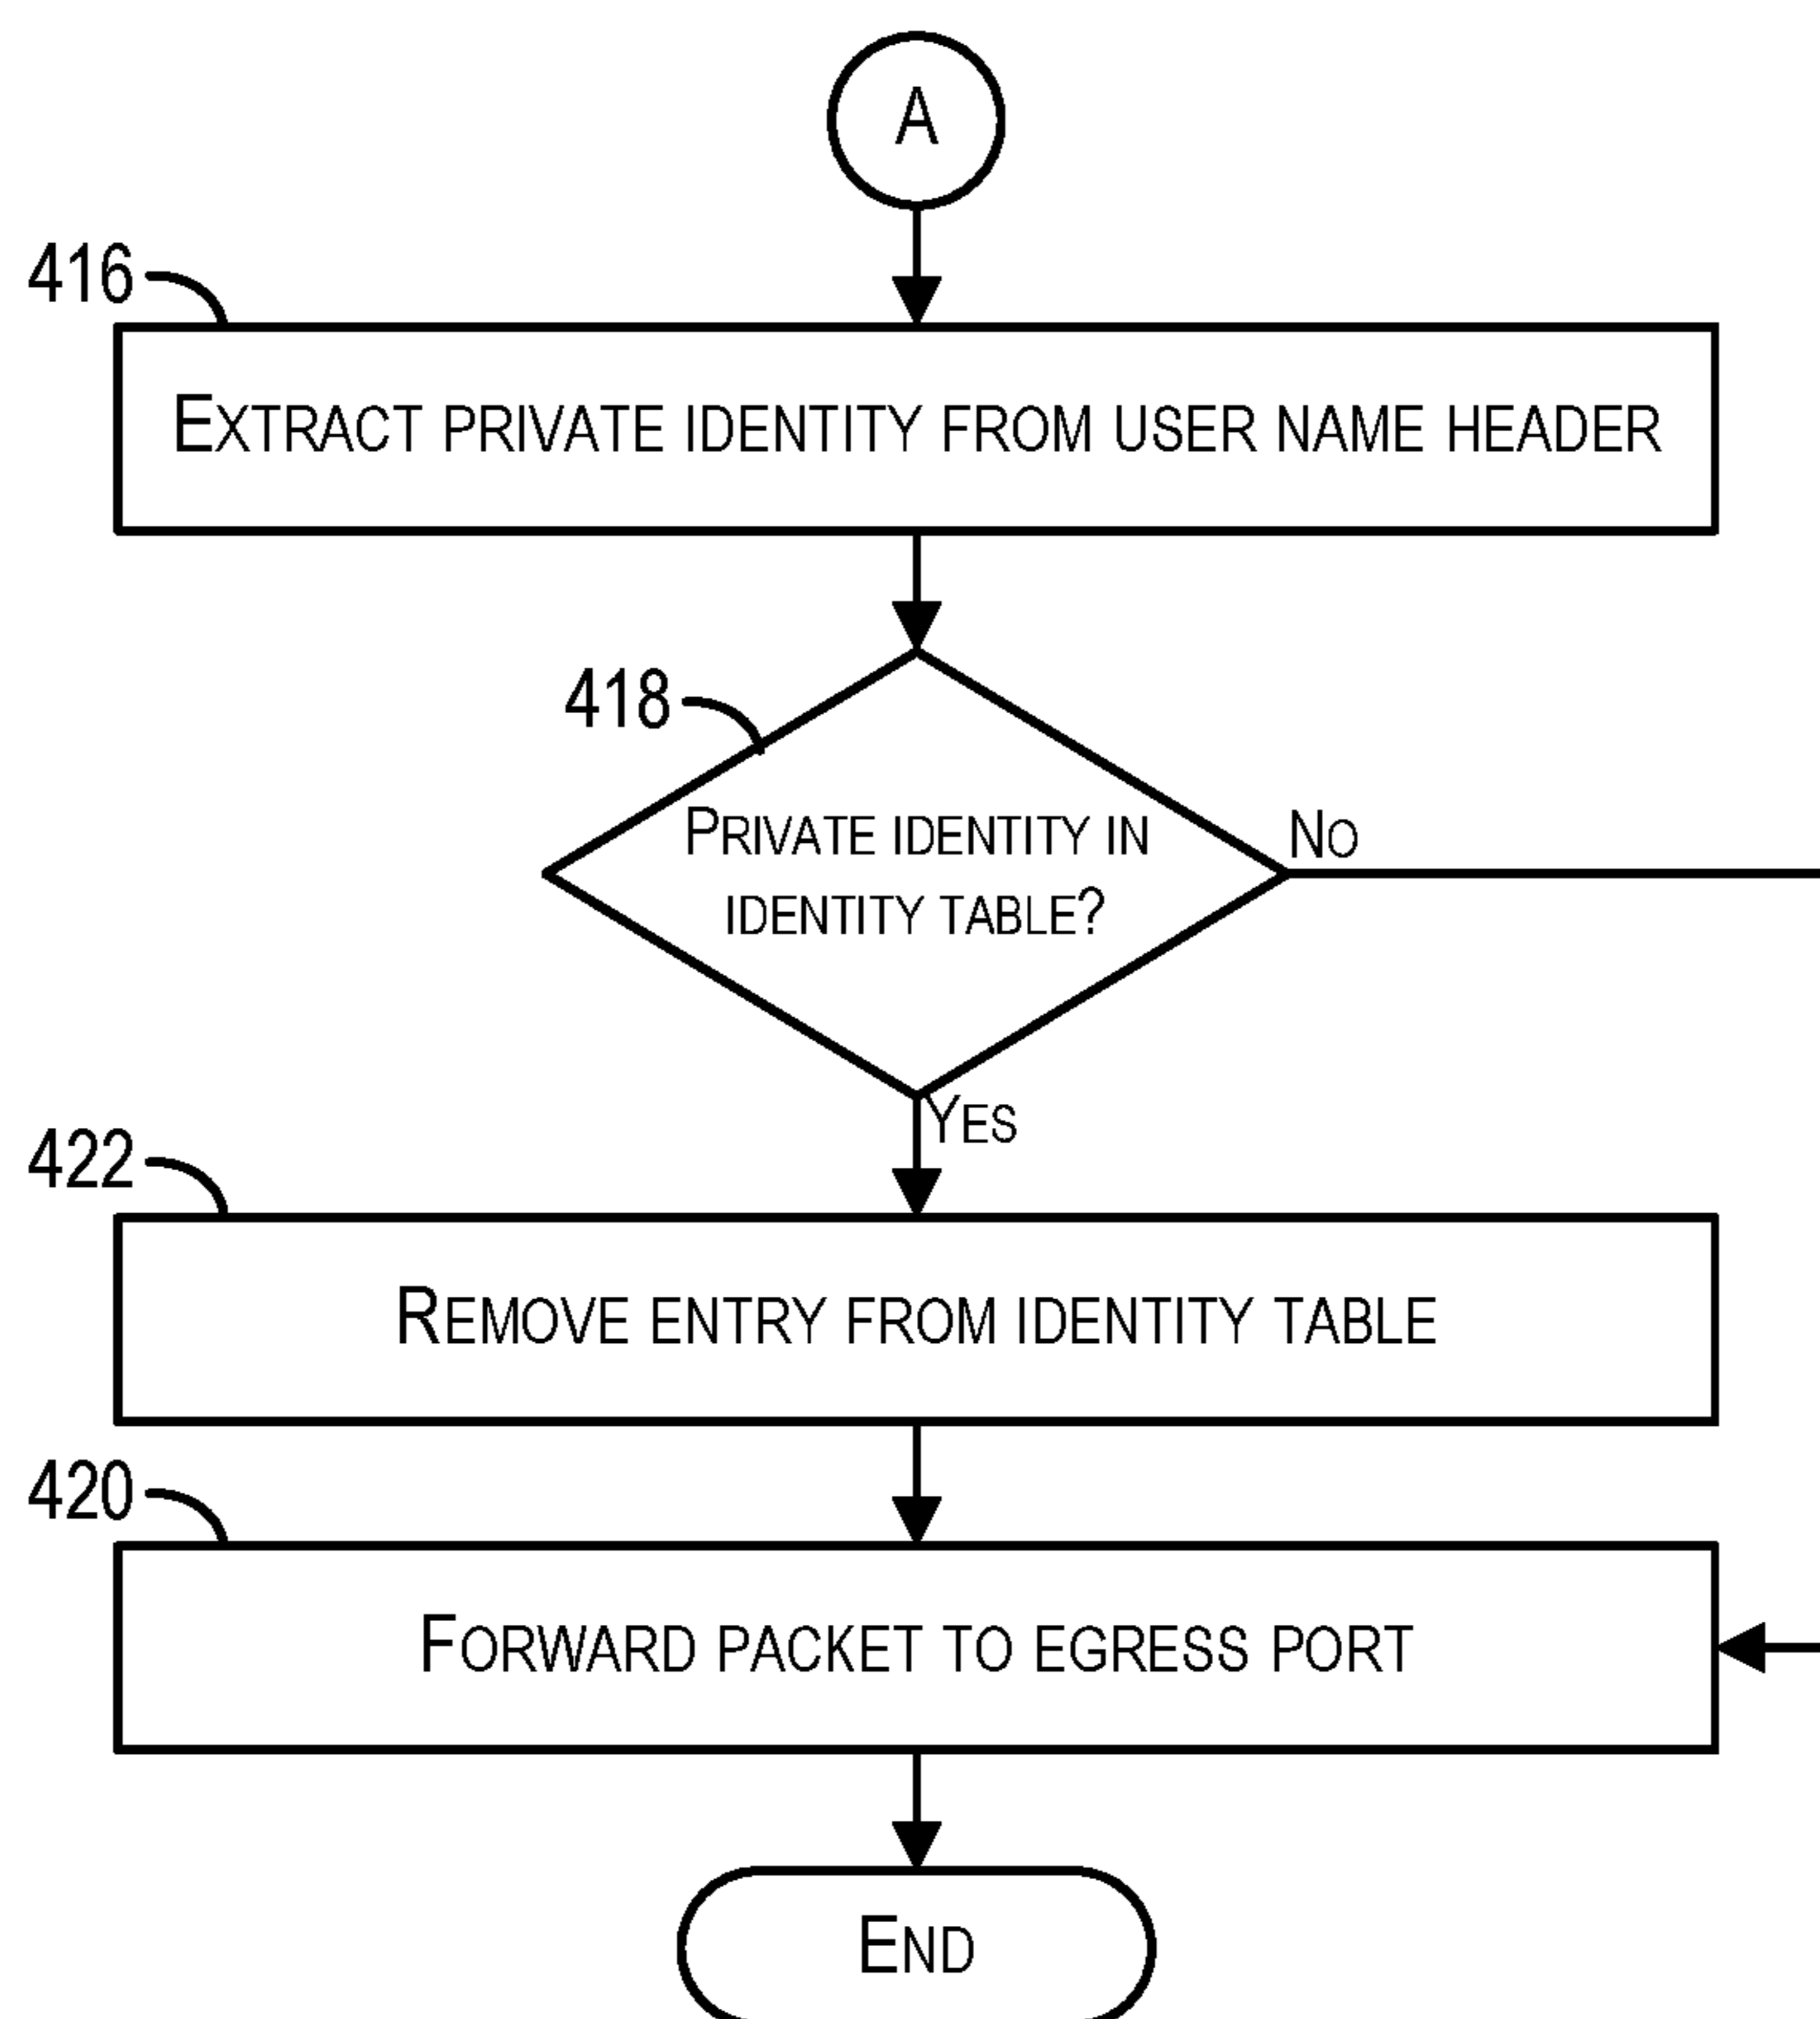 A
416
EXTRACT PRIVATE IDENTITY FROM USER NAME HEADER
418
PRIVATE IDENTITY IN
IDENTITY TABLE?
NO
YES
422
REMOVE ENTRY FROM IDENTITY TABLE
420
FORWARD PACKET TO EGRESS PORT
END